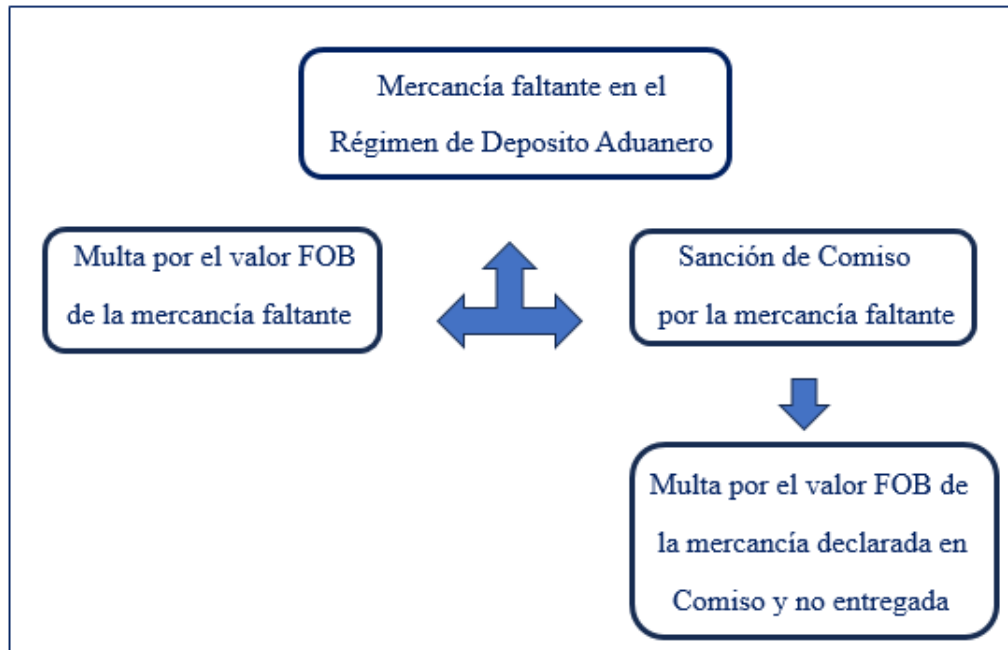 Mercancía faltante en el
Régimen de Deposito Aduanero
Multa por el valor FOB
de la mercancía faltante
Sanción de Comiso
por la mercancía faltante
Multa por el valor FOB de
la mercancía declarada en
Comiso y no entregada